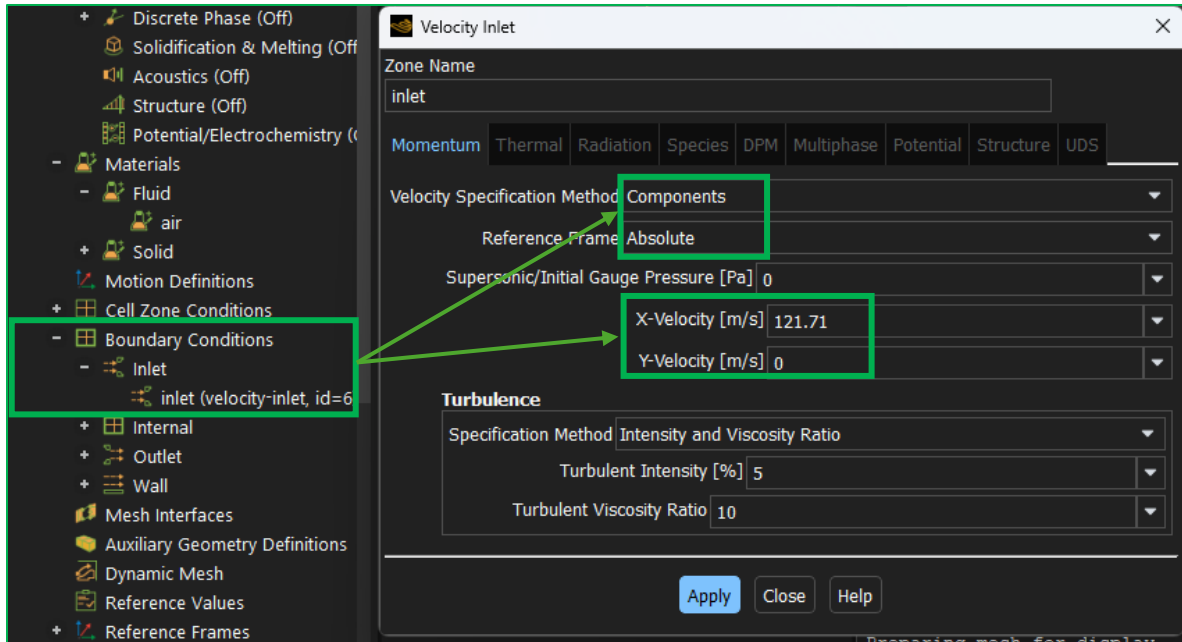 Discrete Phase (Off)
Solidification & Melting (Off
Acoustics (Off)
Structure (Off)
Potential/Electrochemistry (
Materials
Fluid
air
Solid
Motion Definitions
Cell Zone Conditions
Boundary Conditions
Inlet
inlet (velocity-inlet, id=6
Internal
Outlet
Wall
Mesh Interfaces
Auxiliary Geometry Definitions
Dynamic Mesh
Reference Values
Reference Frames
Velocity Inlet
Zone Name
inlet
Momentum Thermal Radiation Species DPM Multiphase Potential Structure UDS
Velocity Specification Method Components
Reference Frame Absolute
Supersonic/Initial Gauge Pressure [Pa] 0
X-Velocity [m/s] 121.71
Y-Velocity [m/s] 0
Turbulence
Specification Method Intensity and Viscosity Ratio
Turbulent Intensity [%] 5
Turbulent Viscosity Ratio 10
Apply Close Help
Preparing mesh for display